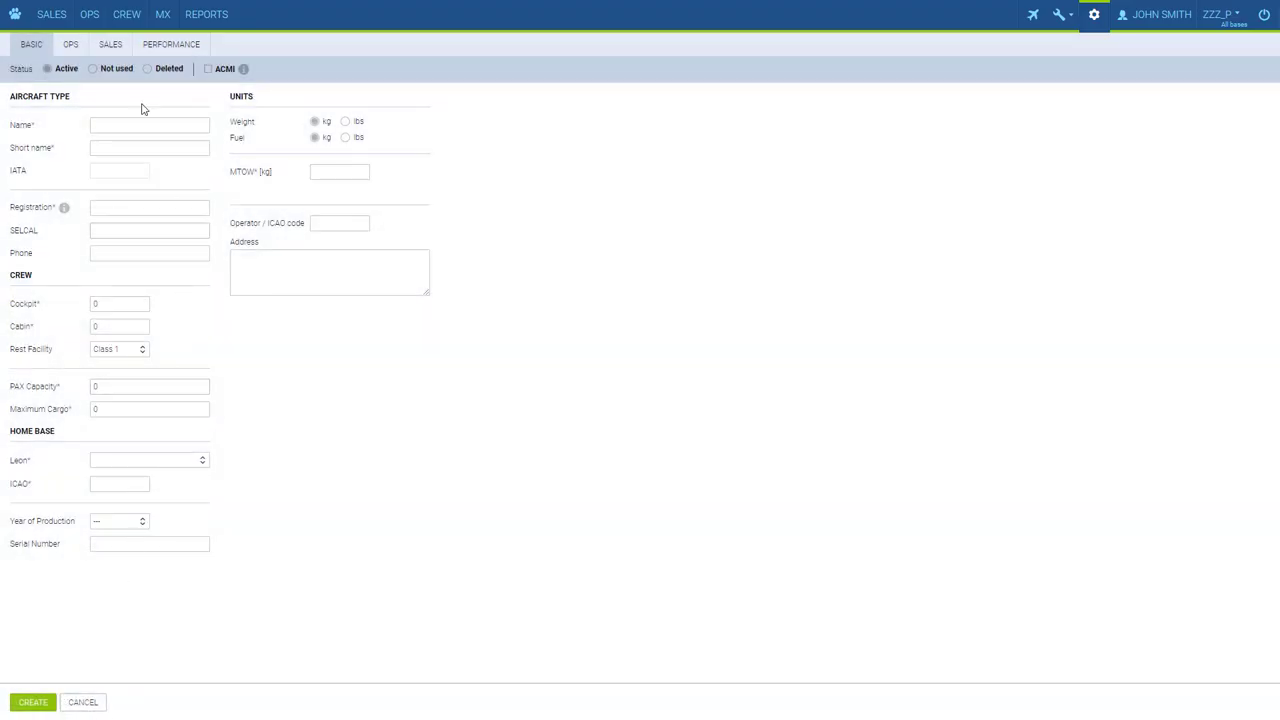 SALES OPS CREW MX REPORTS JOHN SMITH ZZZ_P
All bases
BASIC OPS SALES PERFORMANCE
Status Active Not used Deleted ACMI i
AIRCRAFT TYPE
Name*
Short name*
IATA
Registration* i
SELCAL
Phone
CREW
Cockpit* 0
Cabin* 0
Rest Facility Class 1
PAX Capacity* 0
Maximum Cargo* 0
HOME BASE
Leon*
ICAO*
Year of Production ---
Serial Number
UNITS
Weight kg lbs
Fuel kg lbs
MTOW* [kg]
Operator / ICAO code
Address
CREATE CANCEL